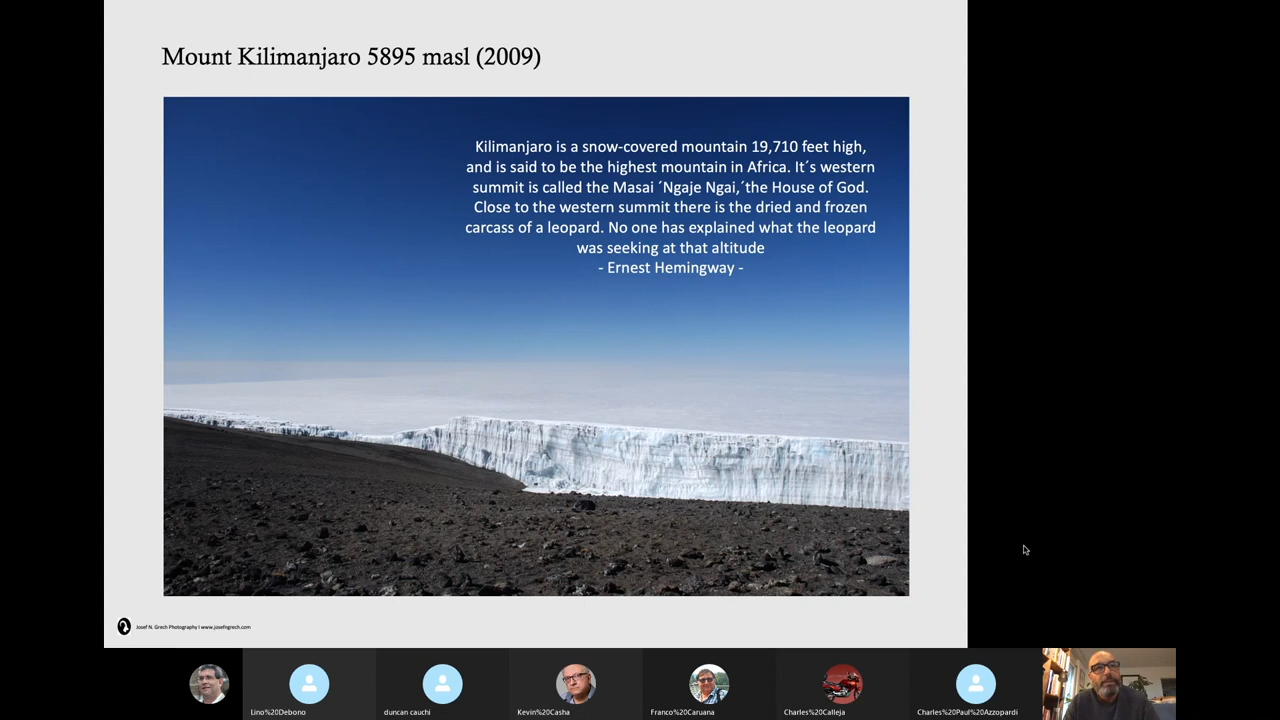 Mount Kilimanjaro 5895 masl (2009)
Kilimanjaro is a snow-covered mountain 19,710 feet high,
and is said to be the highest mountain in Africa. It´s western
summit is called the Masai ´Ngaje Ngai,´the House of God.
Close to the western summit there is the dried and frozen
carcass of a leopard. No one has explained what the leopard
was seeking at that altitude
- Ernest Hemingway -
Josef N. Grech Photography I www.josefngrech.com
Lino%20Debono
duncan cauchi
Kevin%20Casha
Franco%20Caruana
Charles%20Calleja
Charles%20Paul%20Azzopardi